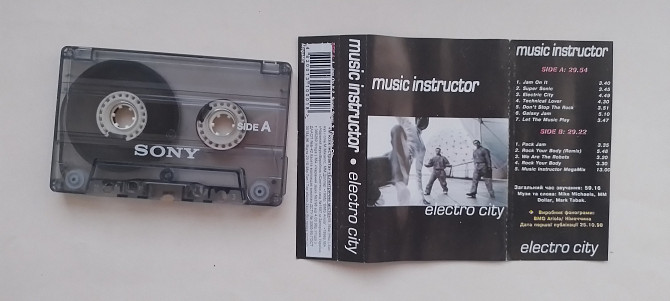 SIDE A
SONY
music instructor • electro city
music instructor
electro city
music instructor
SIDE A: 29.54
1. Jam On It 3.40
2. Super Sonic 3.45
3. Electric City 4.49
4. Technical Lover 4.30
5. Don't Stop The Rock 3.51
6. Galaxy Jam 5.10
7. Let The Music Play 3.47
SIDE B: 29.22
1. Pack Jam 3.35
2. Rock Your Body (Remix) 5.48
3. We Are The Robots 3.30
4. Rock Your Body 3.30
5. Music Instructor MegaMix 13.00
Загальний час звучання: 59.16
Музика та слова: Mike Michaels, MM
Dollar, Mark Tabak.
Виробник фонограми:
BMG Ariola/ Німеччина
Дата першої публікації 26.10.98
electro city